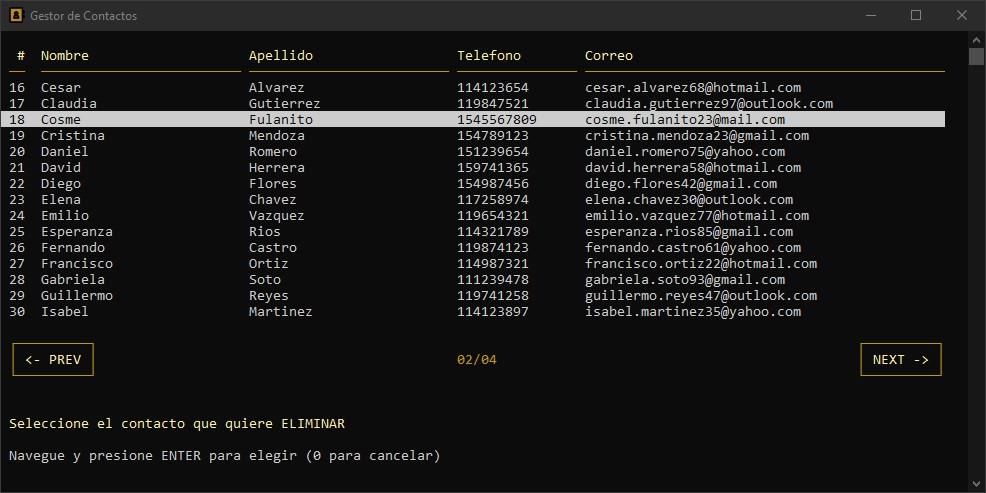 Gestor de Contactos
# Nombre Apellido Telefono Correo
16 Cesar Alvarez 114123654 cesar.alvarez68@hotmail.com
17 Claudia Gutierrez 119847521 claudia.gutierrez97@outlook.com
18 Cosme Fulanito 1545567809 cosme.fulanito23@mail.com
19 Cristina Mendoza 154789123 cristina.mendoza23@gmail.com
20 Daniel Romero 151239654 daniel.romero75@yahoo.com
21 David Herrera 159741365 david.herrera58@hotmail.com
22 Diego Flores 154987456 diego.flores42@gmail.com
23 Elena Chavez 117258974 elena.chavez30@outlook.com
24 Emilio Vazquez 119654321 emilio.vazquez77@hotmail.com
25 Esperanza Rios 114321789 esperanza.rios85@gmail.com
26 Fernando Castro 119874123 fernando.castro61@yahoo.com
27 Francisco Ortiz 114987321 francisco.ortiz22@hotmail.com
28 Gabriela Soto 111239478 gabriela.soto93@gmail.com
29 Guillermo Reyes 119741258 guillermo.reyes47@outlook.com
30 Isabel Martinez 114123897 isabel.martinez35@yahoo.com
<- PREV 02/04 NEXT ->
Seleccione el contacto que quiere ELIMINAR
Navegue y presione ENTER para elegir (0 para cancelar)